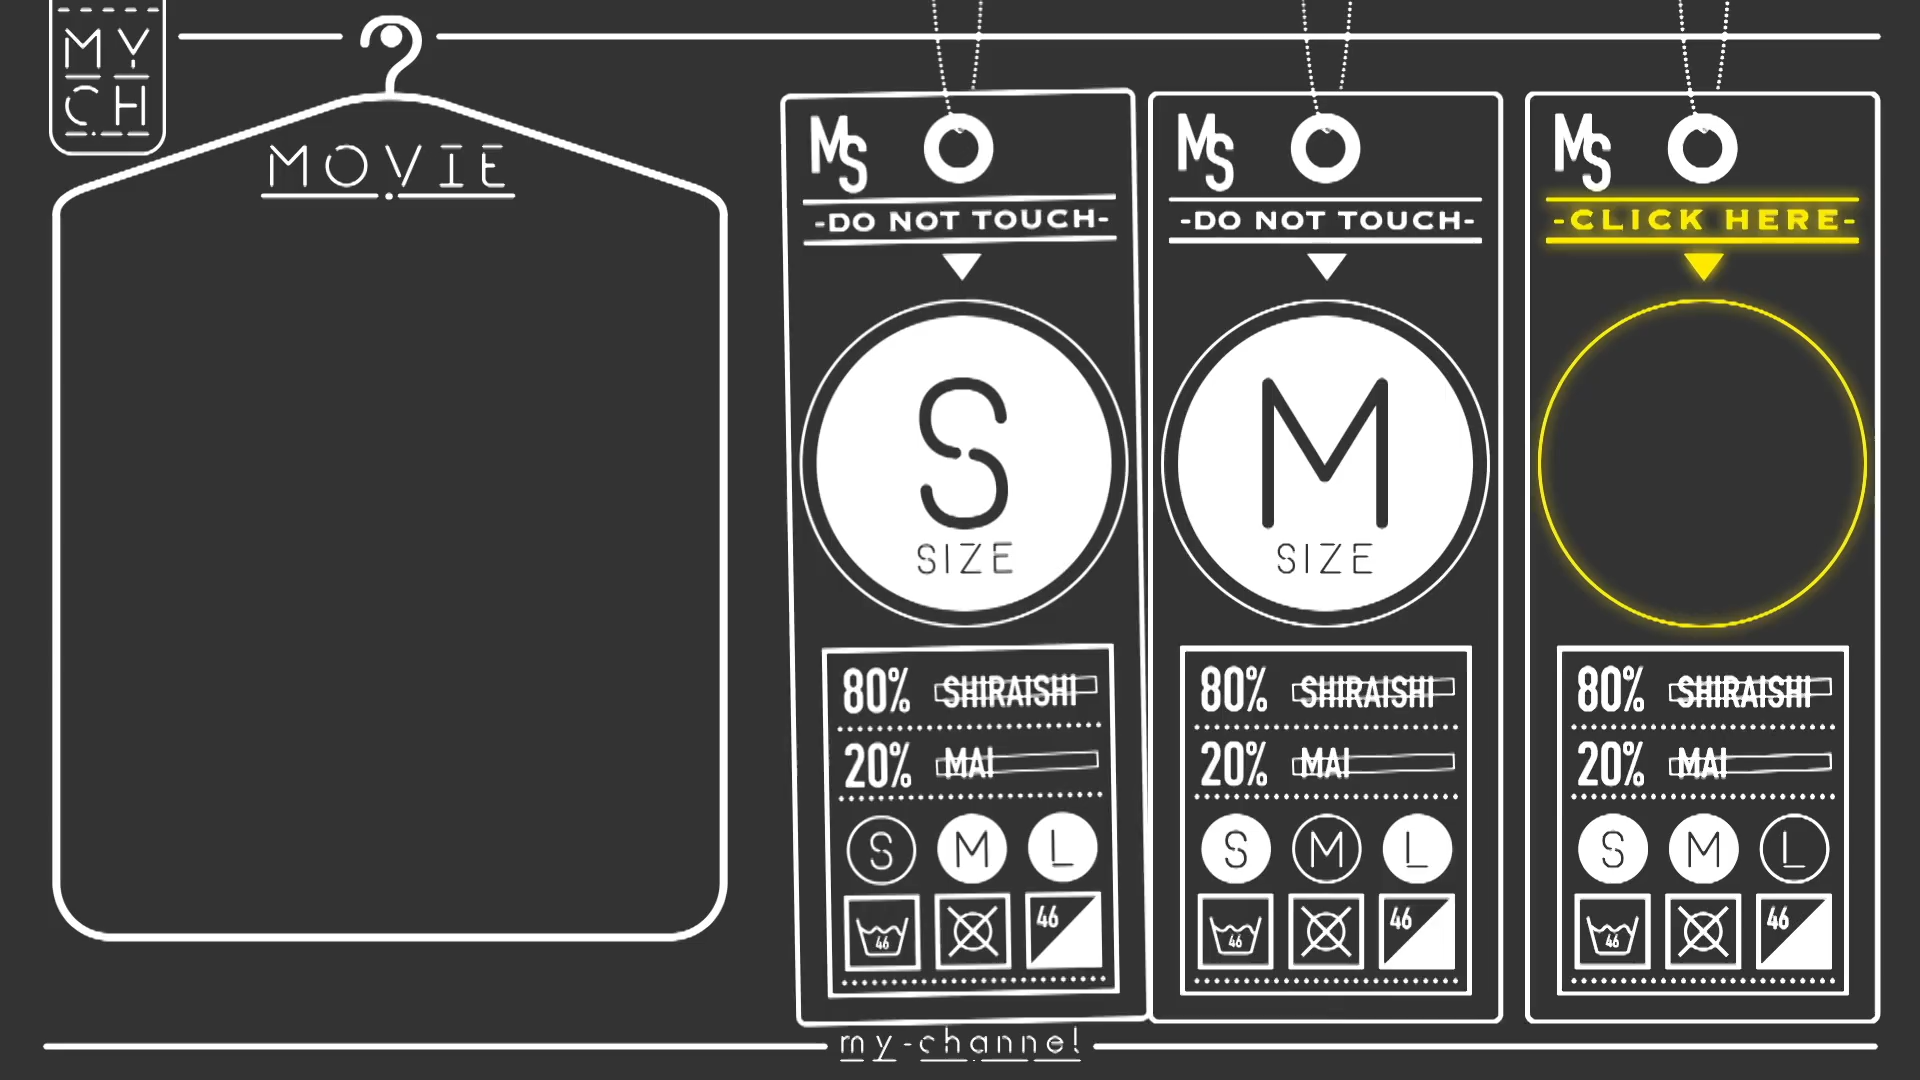 MY
CH
MOVIE
MS
-DO NOT TOUCH-
S
SIZE
80% SHIRAISHI
20% MAI
S M L
46 46
MS
-DO NOT TOUCH-
M
SIZE
80% SHIRAISHI
20% MAI
S M L
46 46
MS
-CLICK HERE-
80% SHIRAISHI
20% MAI
S M L
46 46
my-channel